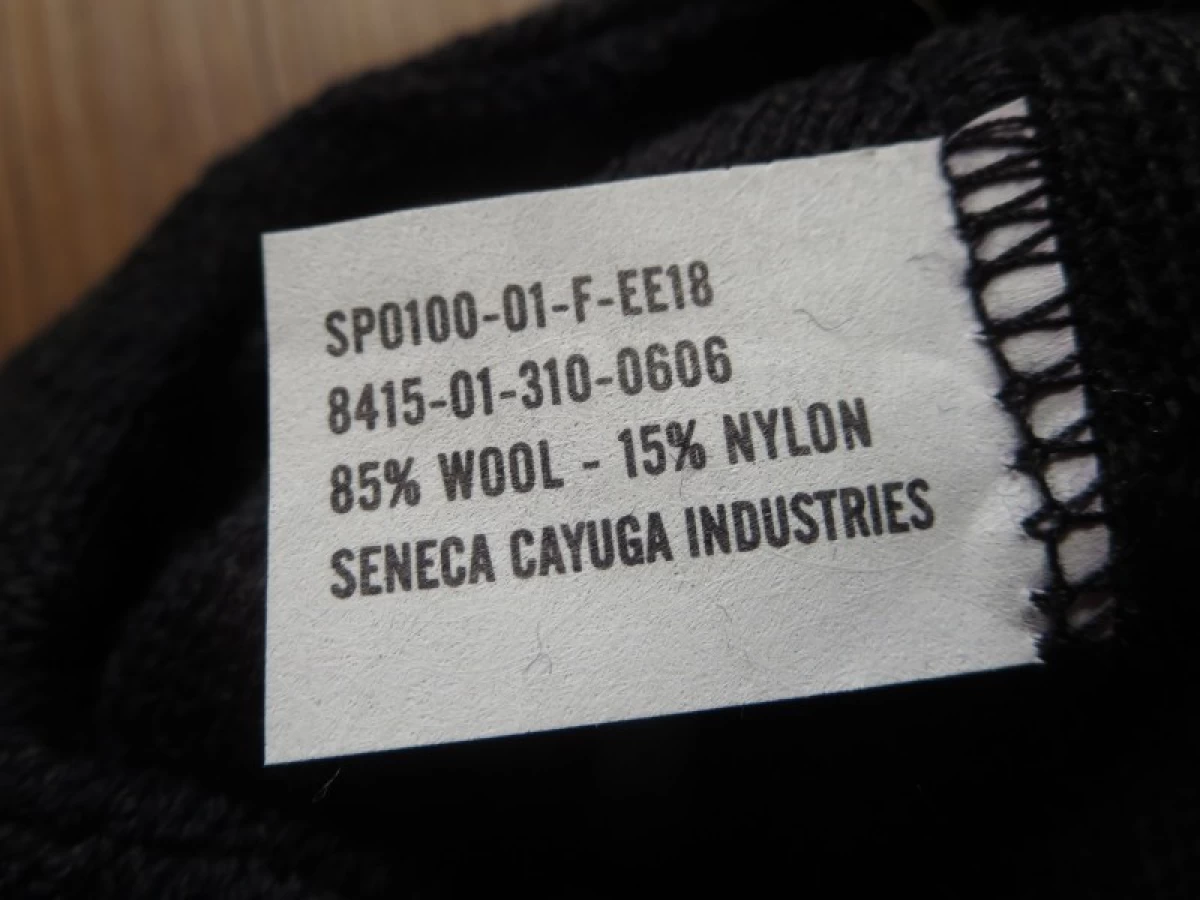 SP0100-01-F-EE18
8415-01-310-0606
85% WOOL - 15% NYLON
SENECA CAYUGA INDUSTRIES